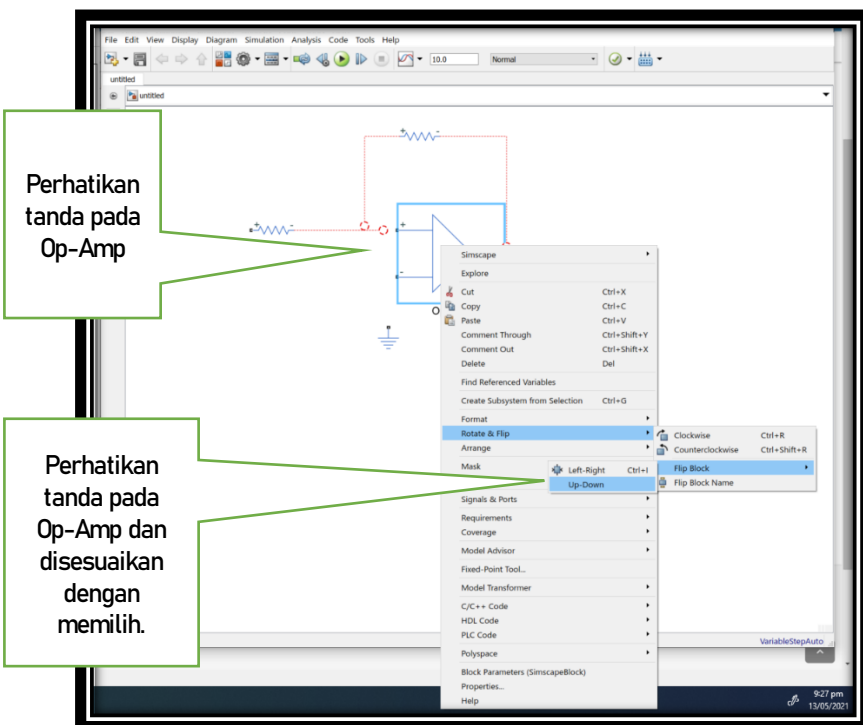 File Edit View Display Diagram Simulation Analysis Code Tools Help
10.0 Normal
untitled
untitled
Perhatikan
tanda pada
Op-Amp
+ -
+ -
+
-
O
Simscape
Explore
Cut Ctrl+X
Copy Ctrl+C
Paste Ctrl+V
Comment Through Ctrl+Shift+Y
Comment Out Ctrl+Shift+X
Delete Del
Find Referenced Variables
Create Subsystem from Selection Ctrl+G
Format
Rotate & Flip
Arrange
Mask
Signals & Ports
Requirements
Coverage
Model Advisor
Fixed-Point Tool...
Model Transformer
C/C++ Code
HDL Code
PLC Code
Polyspace
Block Parameters (SimscapeBlock)
Properties...
Help
Clockwise Ctrl+R
Counterclockwise Ctrl+Shift+R
Flip Block
Flip Block Name
Left-Right Ctrl+I
Up-Down
Perhatikan
tanda pada
Op-Amp dan
disesuaikan
dengan
memilih.
VariableStepAuto
9:27 pm
13/05/2021